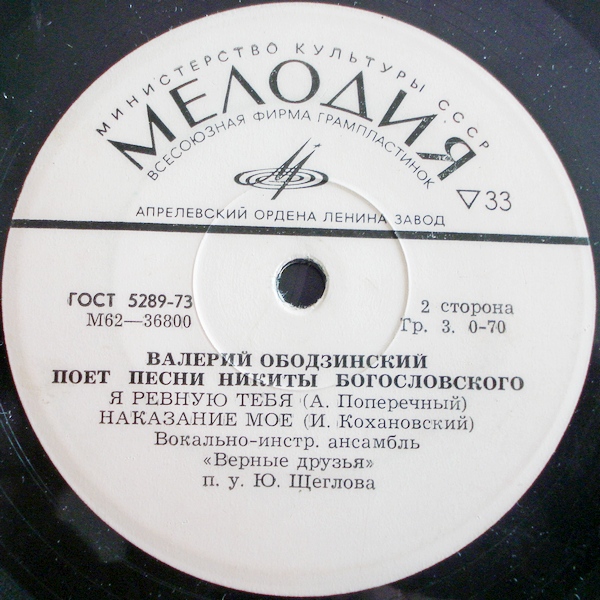 МИНИСТЕРСТВО КУЛЬТУРЫ СССР
МЕЛОДИЯ
ВСЕСОЮЗНАЯ ФИРМА ГРАМПЛАСТИНОК
▽33
АПРЕЛЕВСКИЙ ОРДЕНА ЛЕНИНА ЗАВОД
ГОСТ 5289-73
М62—36800
2 сторона
Гр. 3. 0-70
ВАЛЕРИЙ ОБОДЗИНСКИЙ
ПОЕТ ПЕСНИ НИКИТЫ БОГОСЛОВСКОГО
Я РЕВНУЮ ТЕБЯ (А. Поперечный)
НАКАЗАНИЕ МОЕ (И. Кохановский)
Вокально-инстр. ансамбль
«Верные друзья»
п. у. Ю. Щеглова